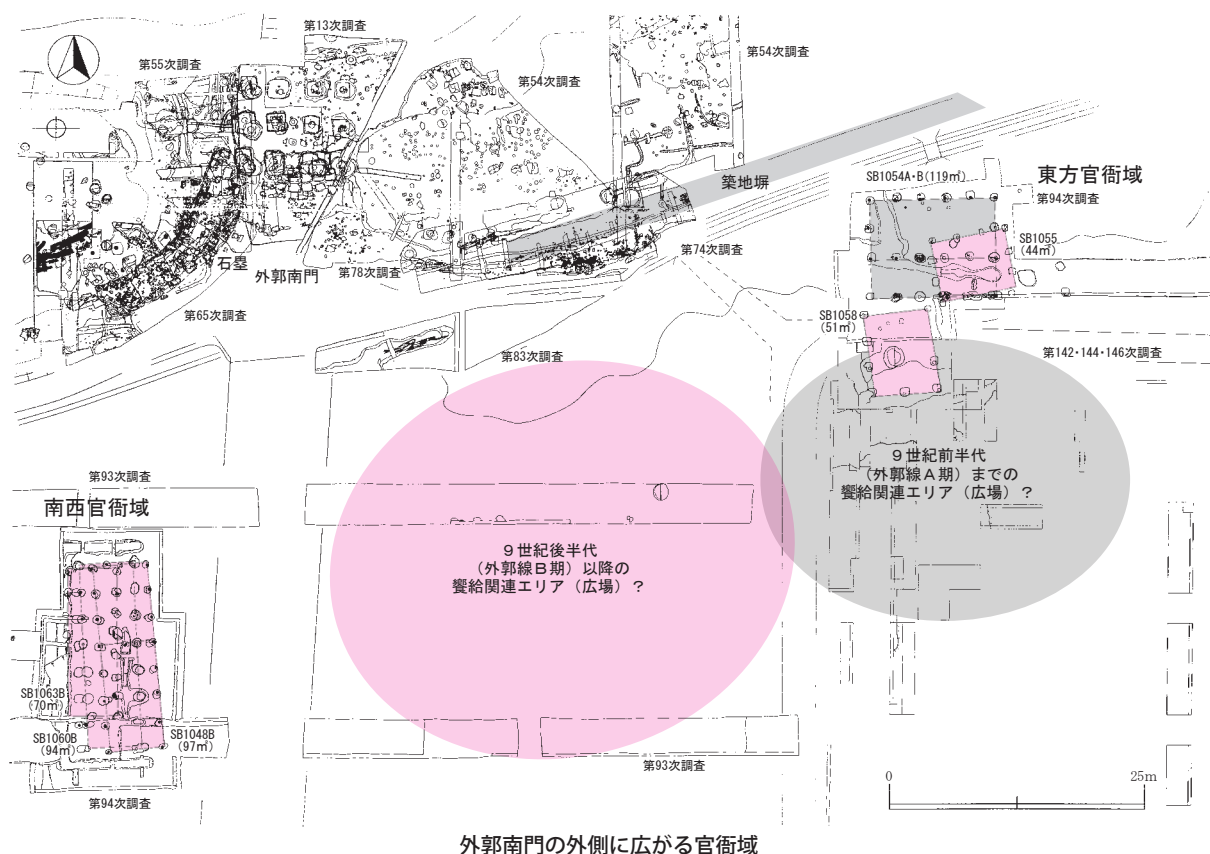 第13次調査
第55次調査
第54次調査
第54次調査
築地塀
SB1054A・B(119㎡)
東方官衙域
第94次調査
SB1055
(44㎡)
石塁
外郭南門
第78次調査
第74次調査
第65次調査
SB1058
(51㎡)
第83次調査
第142・144・146次調査
9世紀前半代
(外郭線A期)までの
饗給関連エリア(広場)?
第93次調査
南西官衙域
9世紀後半代
(外郭線B期)以降の
饗給関連エリア(広場)?
SB1063B
(70㎡)
SB1060B
(94㎡)
SB1048B
(97㎡)
第93次調査
第94次調査
0
25m
外郭南門の外側に広がる官衙域